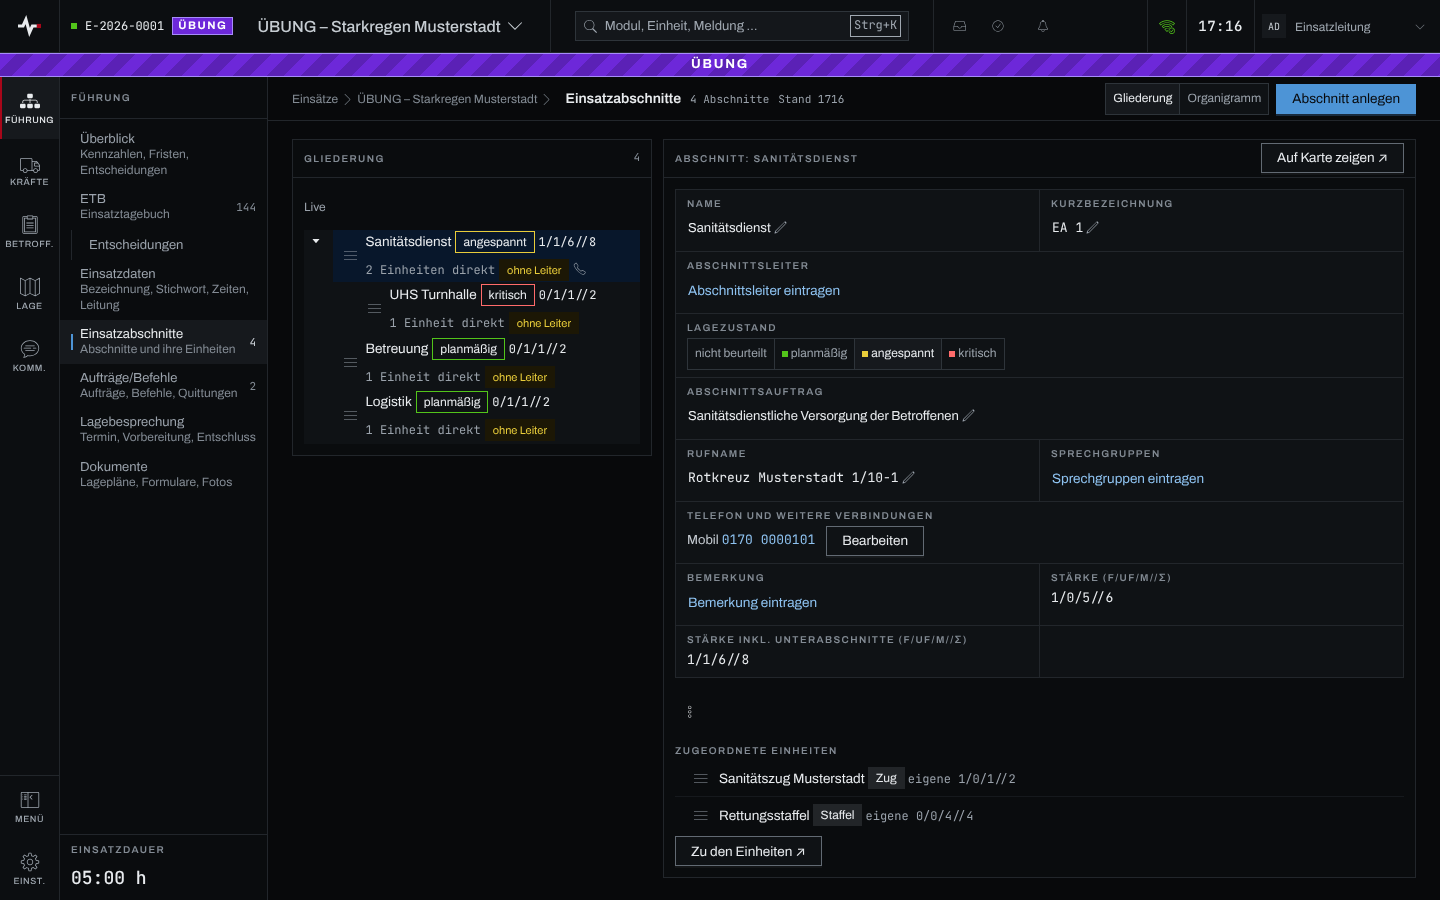 E-2026-0001 ÜBUNG ÜBUNG – Starkregen Musterstadt
Modul, Einheit, Meldung ... Strg+K
17:16 AD Einsatzleitung
ÜBUNG
FÜHRUNG
KRÄFTE
BETROFF.
LAGE
KOMM.
MENÜ
EINST.
FÜHRUNG
Überblick
Kennzahlen, Fristen,
Entscheidungen
ETB
Einsatztagebuch 144
Entscheidungen
Einsatzdaten
Bezeichnung, Stichwort, Zeiten,
Leitung
Einsatzabschnitte
Abschnitte und ihre Einheiten 4
Aufträge/Befehle
Aufträge, Befehle, Quittungen 2
Lagebesprechung
Termin, Vorbereitung, Entschluss
Dokumente
Lagepläne, Formulare, Fotos
EINSATZDAUER
05:00 h
Einsätze ÜBUNG – Starkregen Musterstadt Einsatzabschnitte 4 Abschnitte Stand 1716
Gliederung Organigramm Abschnitt anlegen
GLIEDERUNG 4
Live
Sanitätsdienst angespannt 1/1/6//8
2 Einheiten direkt ohne Leiter
UHS Turnhalle kritisch 0/1/1//2
1 Einheit direkt ohne Leiter
Betreuung planmäßig 0/1/1//2
1 Einheit direkt ohne Leiter
Logistik planmäßig 0/1/1//2
1 Einheit direkt ohne Leiter
ABSCHNITT: SANITÄTSDIENST Auf Karte zeigen ↗
NAME
Sanitätsdienst
KURZBEZEICHNUNG
EA 1
ABSCHNITTSLEITER
Abschnittsleiter eintragen
LAGEZUSTAND
nicht beurteilt planmäßig angespannt kritisch
ABSCHNITTSAUFTRAG
Sanitätsdienstliche Versorgung der Betroffenen
RUFNAME
Rotkreuz Musterstadt 1/10-1
SPRECHGRUPPEN
Sprechgruppen eintragen
TELEFON UND WEITERE VERBINDUNGEN
Mobil 0170 0000101 Bearbeiten
BEMERKUNG
Bemerkung eintragen
STÄRKE (F/UF/M//Σ)
1/0/5//6
STÄRKE INKL. UNTERABSCHNITTE (F/UF/M//Σ)
1/1/6//8
ZUGEORDNETE EINHEITEN
Sanitätszug Musterstadt Zug eigene 1/0/1//2
Rettungsstaffel Staffel eigene 0/0/4//4
Zu den Einheiten ↗